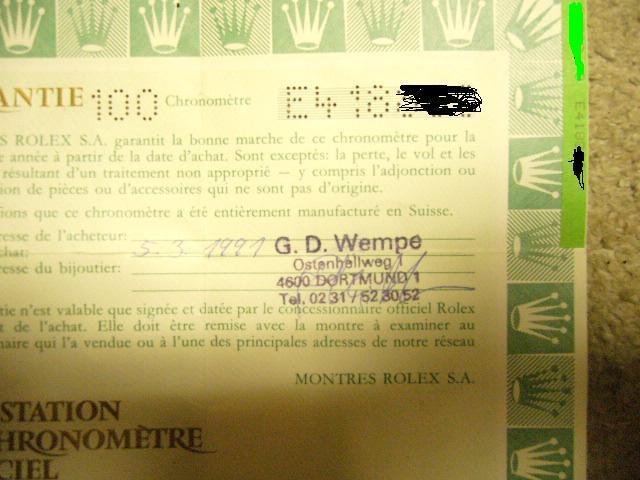 ANTIE 100 Chronomètre E418
S ROLEX S.A. garantit la bonne marche de ce chronomètre pour la
e année à partir de la date d'achat. Sont exceptés: la perte, le vol et les
résultant d'un traitement non approprié — y compris l'adjonction ou
ion de pièces ou d'accessoires qui ne sont pas d'origine.
fions que ce chronomètre a été entièrement manufacturé en Suisse.
resse de l'acheteur:
chat: 5. 3. 1991
esse du bijoutier:
G. D. Wempe
Ostenhellweg
4600 DORTMUND 1
Tel. 02 31 / 52 80 52
tie n'est valable que signée et datée par le concessionnaire officiel Rolex
t de l'achat. Elle doit être remise avec la montre à examiner au
naire qui l'a vendue ou à l'une des principales adresses de notre réseau
MONTRES ROLEX S.A.
STATION
HRONOMÈTRE
CIEL
E418